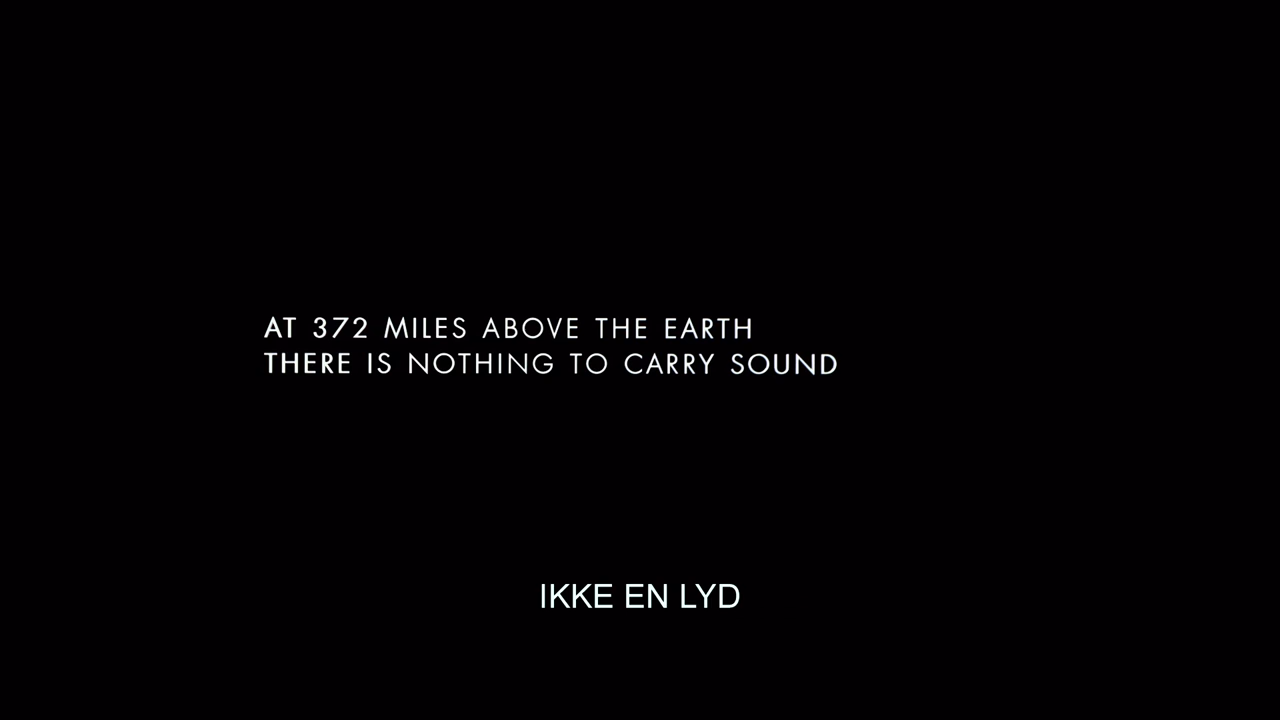 AT 372 MILES ABOVE THE EARTH
THERE IS NOTHING TO CARRY SOUND
IKKE EN LYD